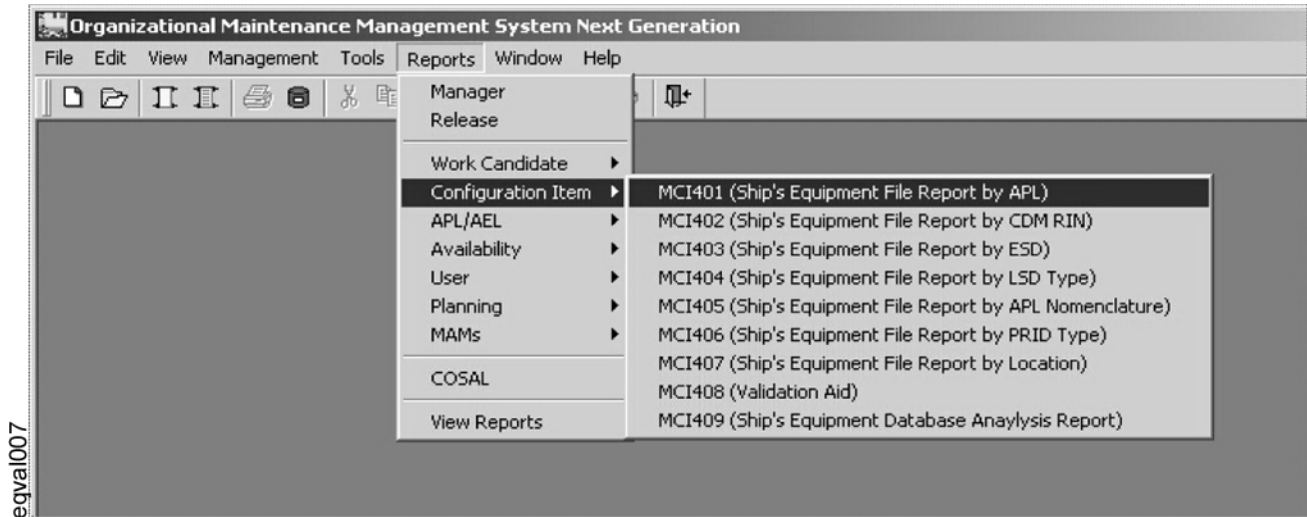 Organizational Maintenance Management System Next Generation
File Edit View Management Tools Reports Window Help
Manager
Release
Work Candidate
Configuration Item
APL/AEL
Availability
User
Planning
MAMs
COSAL
View Reports
MCI401 (Ship's Equipment File Report by APL)
MCI402 (Ship's Equipment File Report by CDM RIN)
MCI403 (Ship's Equipment File Report by ESD)
MCI404 (Ship's Equipment File Report by LSD Type)
MCI405 (Ship's Equipment File Report by APL Nomenclature)
MCI406 (Ship's Equipment File Report by PRID Type)
MCI407 (Ship's Equipment File Report by Location)
MCI408 (Validation Aid)
MCI409 (Ship's Equipment Database Anaylysis Report)
eqval007